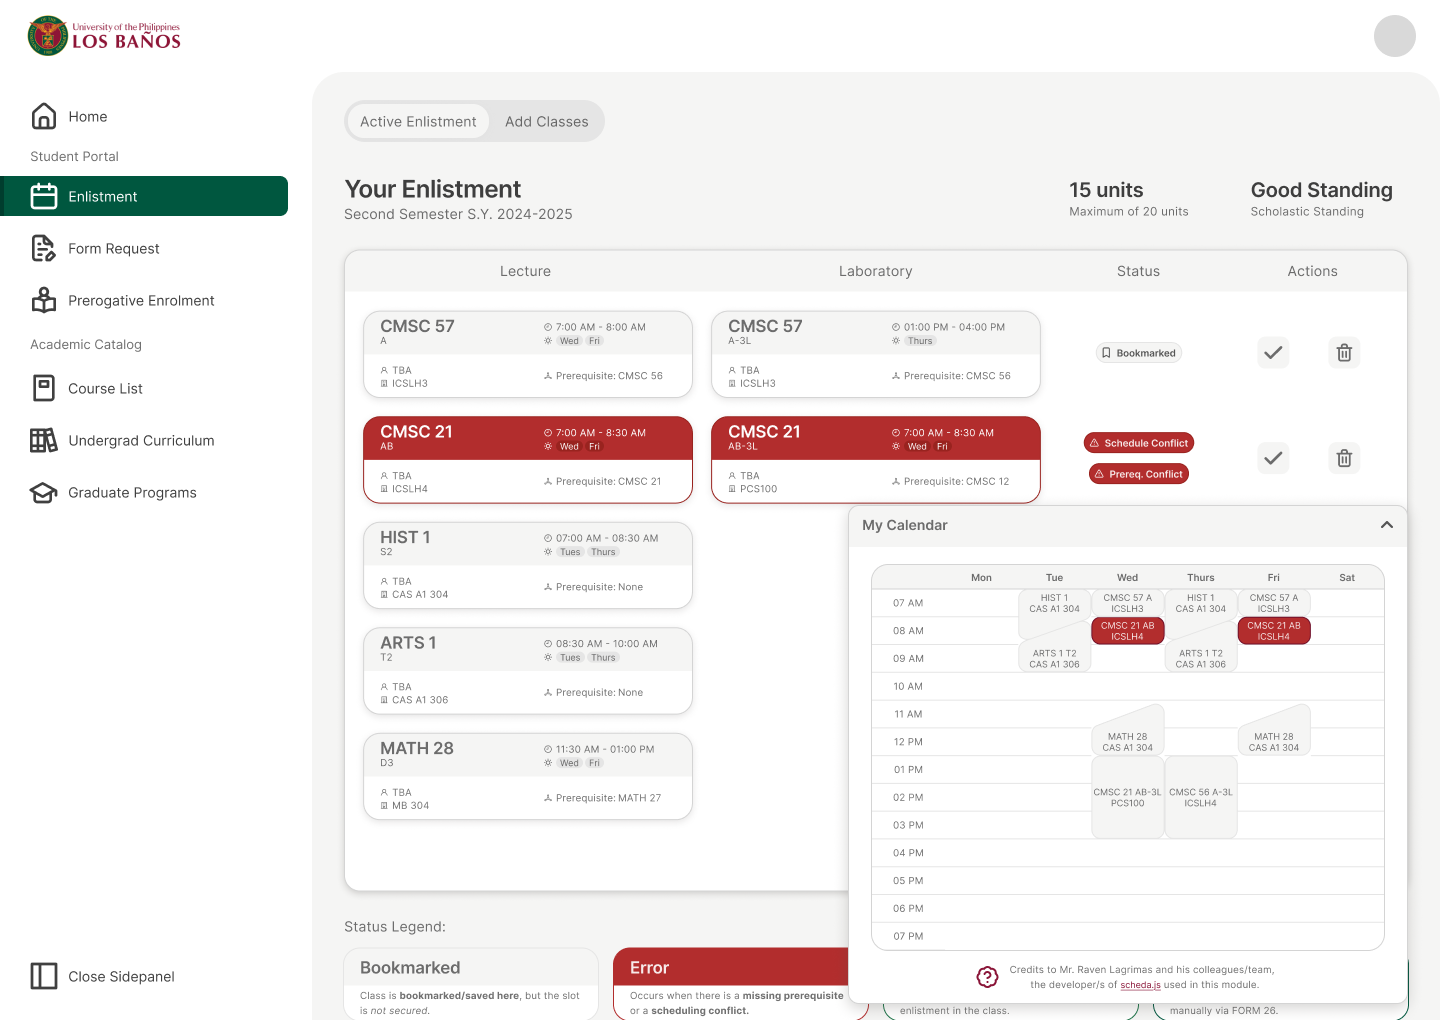 University of the Philippines
LOS BAÑOS
Home
Student Portal
Enlistment
Form Request
Prerogative Enrolment
Academic Catalog
Course List
Undergrad Curriculum
Graduate Programs
Close Sidepanel
Active Enlistment
Add Classes
Your Enlistment
Second Semester S.Y. 2024-2025
15 units
Maximum of 20 units
Good Standing
Scholastic Standing
Lecture
Laboratory
Status
Actions
CMSC 57
A
7:00 AM - 8:00 AM
Wed Fri
TBA
ICSLH3
Prerequisite: CMSC 56
CMSC 57
A-3L
01:00 PM - 04:00 PM
Thurs
TBA
ICSLH3
Prerequisite: CMSC 56
Bookmarked
CMSC 21
AB
7:00 AM - 8:30 AM
Wed Fri
TBA
ICSLH4
Prerequisite: CMSC 21
CMSC 21
AB-3L
7:00 AM - 8:30 AM
Wed Fri
TBA
PCS100
Prerequisite: CMSC 12
Schedule Conflict
Prereq. Conflict
HIST 1
S2
07:00 AM - 08:30 AM
Tues Thurs
TBA
CAS A1 304
Prerequisite: None
ARTS 1
T2
08:30 AM - 10:00 AM
Tues Thurs
TBA
CAS A1 306
Prerequisite: None
MATH 28
D3
11:30 AM - 01:00 PM
Wed Fri
TBA
MB 304
Prerequisite: MATH 27
My Calendar
Mon Tue Wed Thurs Fri Sat
07 AM
08 AM
09 AM
10 AM
11 AM
12 PM
01 PM
02 PM
03 PM
04 PM
05 PM
06 PM
07 PM
HIST 1
CAS A1 304
CMSC 57 A
ICSLH3
HIST 1
CAS A1 304
CMSC 57 A
ICSLH3
CMSC 21 AB
ICSLH4
CMSC 21 AB
ICSLH4
ARTS 1 T2
CAS A1 306
ARTS 1 T2
CAS A1 306
MATH 28
CAS A1 304
MATH 28
CAS A1 304
CMSC 21 AB-3L
PCS100
CMSC 56 A-3L
ICSLH4
Credits to Mr. Raven Lagrimas and his colleagues/team,
the developer/s of scheda.js used in this module.
Status Legend:
Bookmarked
Class is bookmarked/saved here, but the slot
is not secured.
Error
Occurs when there is a missing prerequisite
or a scheduling conflict.
enlistment in the class.
manually via FORM 26.